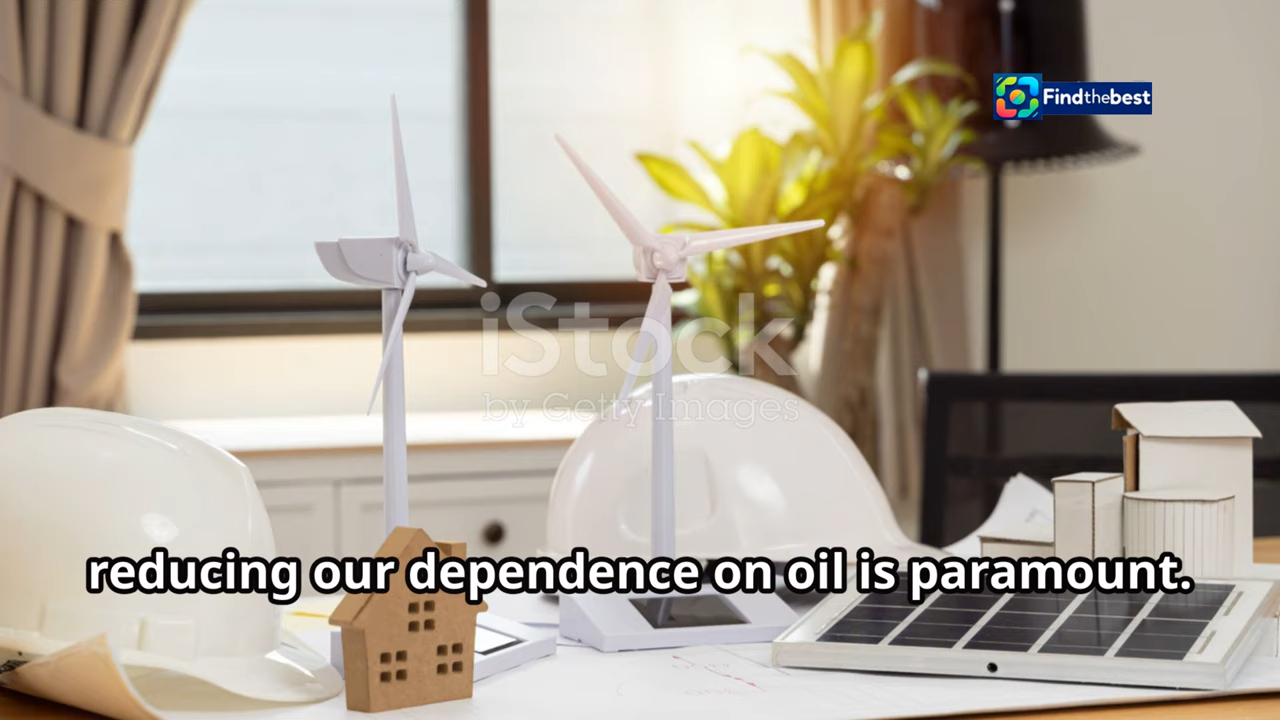 Findthebest
iStock
by Getty Images
reducing our dependence on oil is paramount.